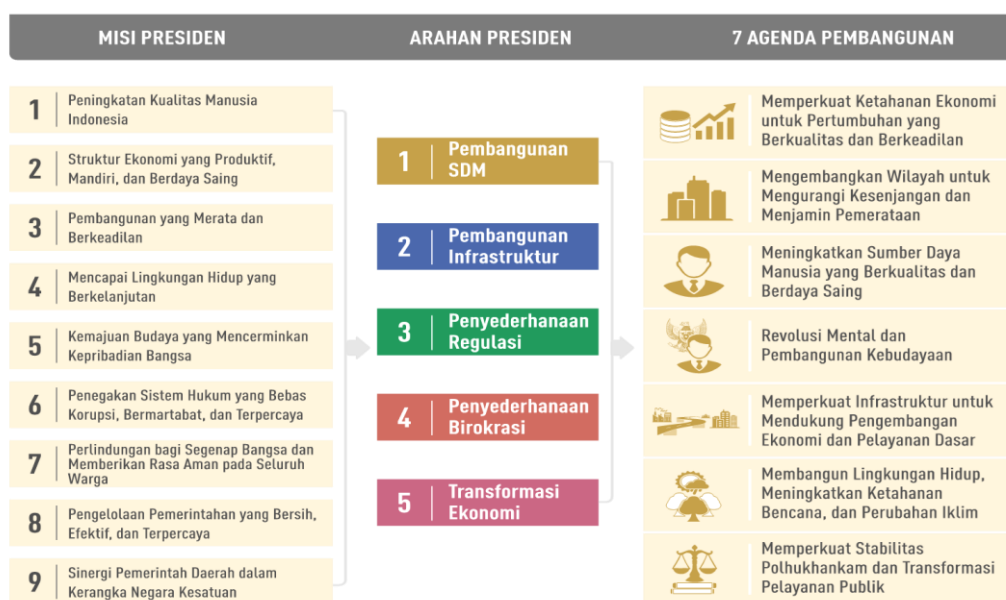 MISI PRESIDEN
ARAHAN PRESIDEN
7 AGENDA PEMBANGUNAN
1
Peningkatan Kualitas Manusia
Indonesia
2
Struktur Ekonomi yang Produktif,
Mandiri, dan Berdaya Saing
3
Pembangunan yang Merata dan
Berkeadilan
4
Mencapai Lingkungan Hidup yang
Berkelanjutan
5
Kemajuan Budaya yang Mencerminkan
Kepribadian Bangsa
6
Penegakan Sistem Hukum yang Bebas
Korupsi, Bermartabat, dan Terpercaya
7
Perlindungan bagi Segenap Bangsa dan
Memberikan Rasa Aman pada Seluruh
Warga
8
Pengelolaan Pemerintahan yang Bersih,
Efektif, dan Terpercaya
9
Sinergi Pemerintah Daerah dalam
Kerangka Negara Kesatuan
1
Pembangunan
SDM
2
Pembangunan
Infrastruktur
3
Penyederhanaan
Regulasi
4
Penyederhanaan
Birokrasi
5
Transformasi
Ekonomi
Memperkuat Ketahanan Ekonomi
untuk Pertumbuhan yang
Berkualitas dan Berkeadilan
Mengembangkan Wilayah untuk
Mengurangi Kesenjangan dan
Menjamin Pemerataan
Meningkatkan Sumber Daya
Manusia yang Berkualitas dan
Berdaya Saing
Revolusi Mental dan
Pembangunan Kebudayaan
Memperkuat Infrastruktur untuk
Mendukung Pengembangan
Ekonomi dan Pelayanan Dasar
Membangun Lingkungan Hidup,
Meningkatkan Ketahanan
Bencana, dan Perubahan Iklim
Memperkuat Stabilitas
Polhukhankam dan Transformasi
Pelayanan Publik